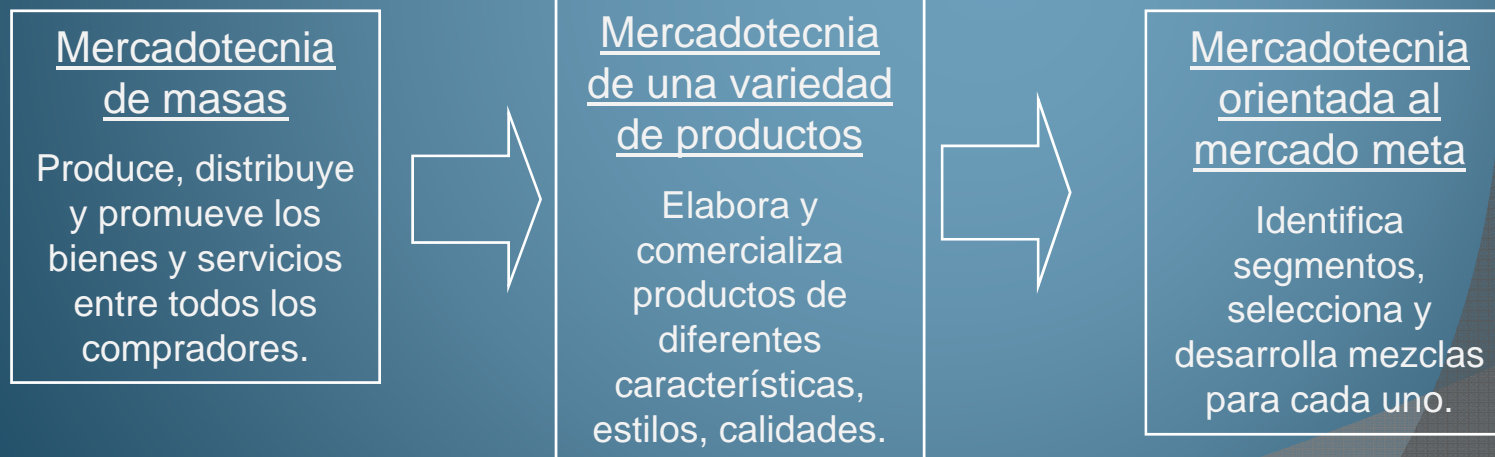 Mercadotecnia
de masas
Produce, distribuye
y promueve los
bienes y servicios
entre todos los
compradores.
Mercadotecnia
de una variedad
de productos
Elabora y
comercializa
productos de
diferentes
características,
estilos, calidades.
Mercadotecnia
orientada al
mercado meta
Identifica
segmentos,
selecciona y
desarrolla mezclas
para cada uno.